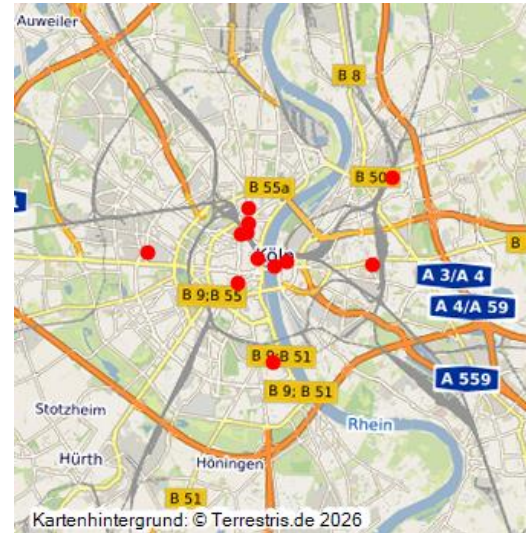 Auweiler
B 8
B 50
B 55a
Köln
B
A 3/A 4
B 9;B 55
A 4/A 59
B 9;B 51
A 559
B 9; B 51
Stotzheim
Rhein
Hürth
Höningen
B 51
Kartenhintergrund: © Terrestris.de 2026